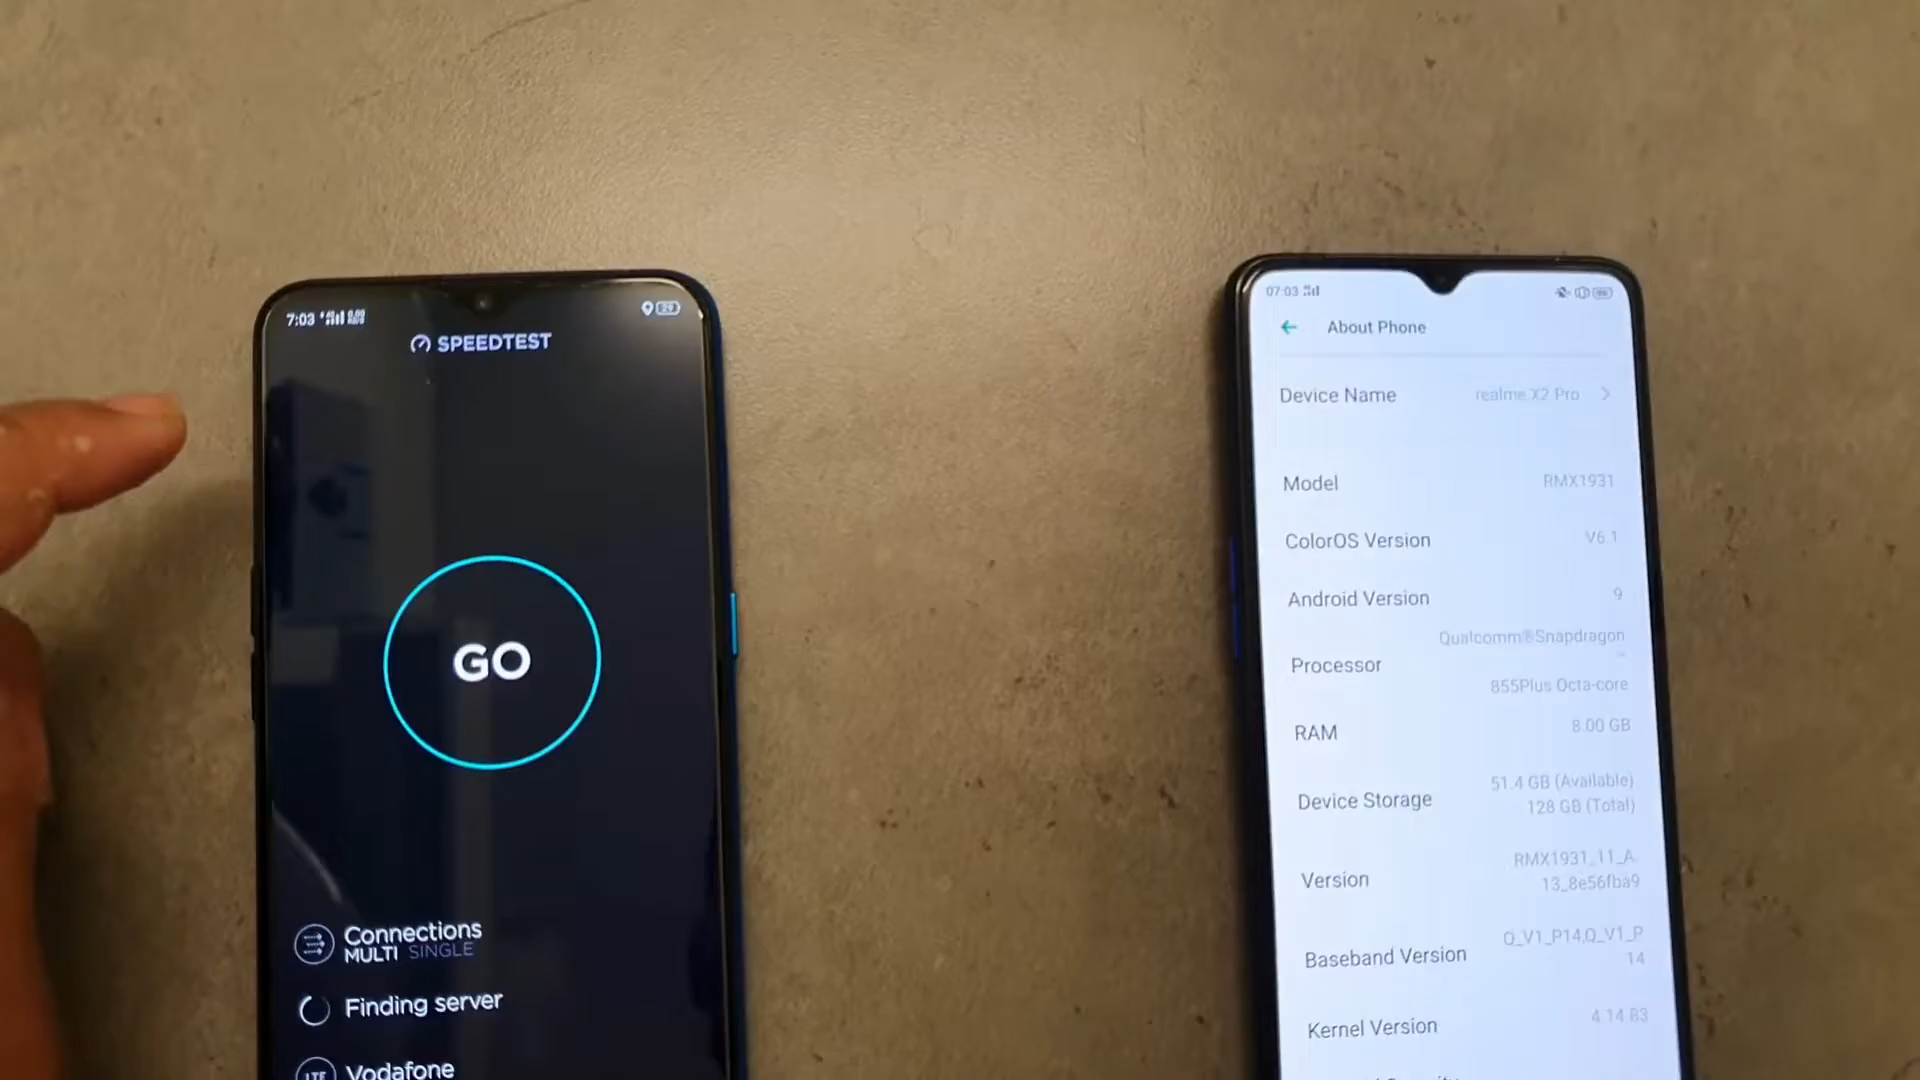 7:03
29
SPEEDTEST
GO
Connections
MULTI SINGLE
Finding server
LTE
Vodafone
07:03
About Phone
Device Name
realme X2 Pro
Model
RMX1931
ColorOS Version
V6.1
Android Version
9
Processor
Qualcomm®Snapdragon
855Plus Octa-core
RAM
8.00 GB
Device Storage
51.4 GB (Available)
128 GB (Total)
Version
RMX1931_11_A.
13_8e56fba9
Baseband Version
Q_V1_P14,Q_V1_P
14
Kernel Version
4.14.83